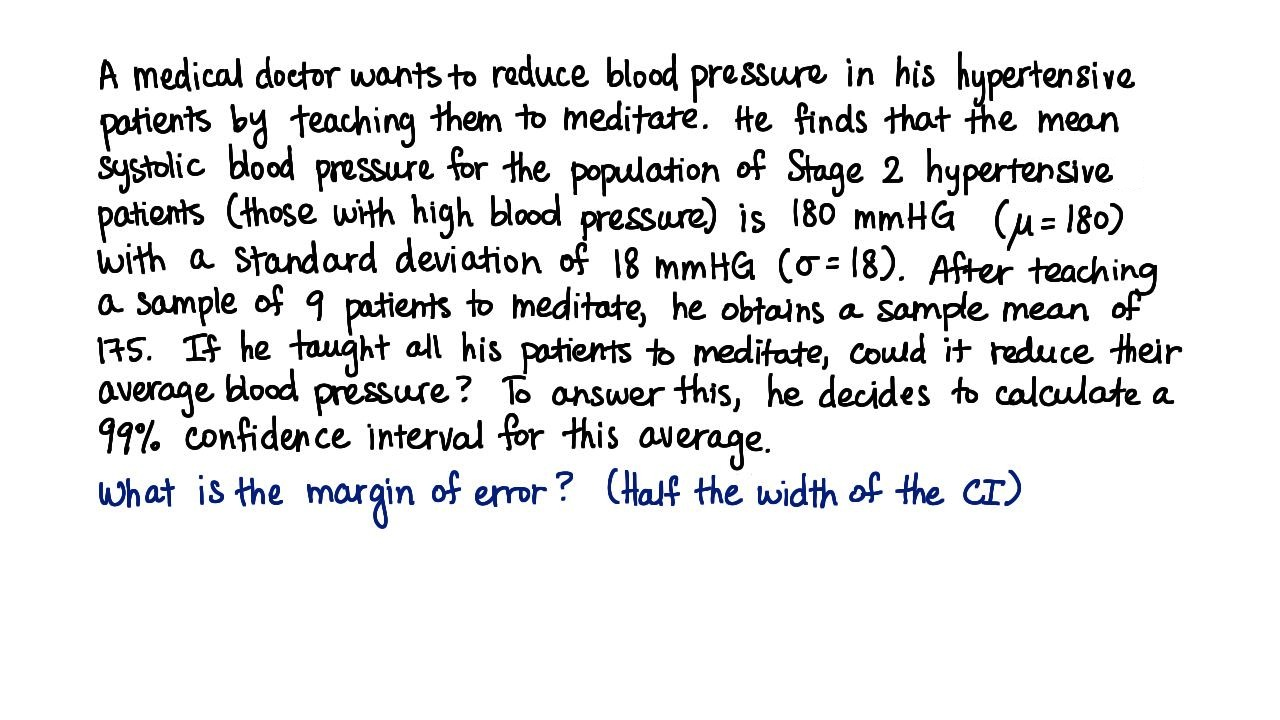 A medical doctor wants to reduce blood pressure in his hypertensive
patients by teaching them to meditate. He finds that the mean
systolic blood pressure for the population of Stage 2 hypertensive
patients (those with high blood pressure) is 180 mmHG (μ=180)
with a standard deviation of 18 mmHG (σ=18). After teaching
a sample of 9 patients to meditate, he obtains a sample mean of
175. If he taught all his patients to meditate, could it reduce their
average blood pressure? To answer this, he decides to calculate a
99% confidence interval for this average.
What is the margin of error? (Half the width of the CI)